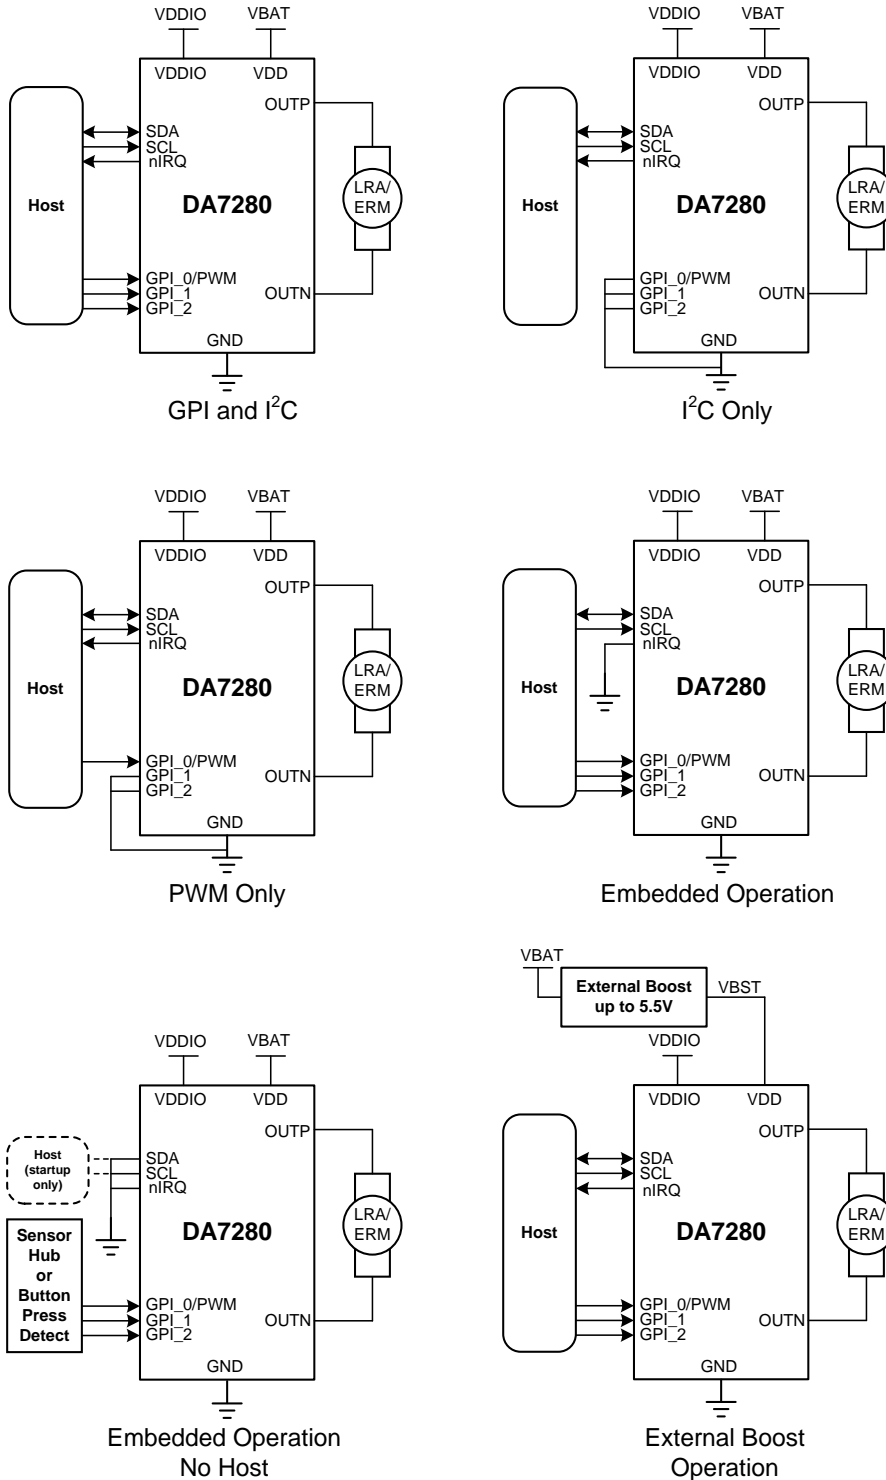 VDDIO VBAT
VDDIO VDD
OUTP
SDA
SCL
nIRQ
Host
DA7280
LRA/
ERM
GPI_0/PWM
GPI_1
GPI_2
OUTN
GND
GPI and I²C
VDDIO VBAT
VDDIO VDD
OUTP
SDA
SCL
nIRQ
Host
DA7280
LRA/
ERM
GPI_0/PWM
GPI_1
GPI_2
OUTN
GND
I²C Only
VDDIO VBAT
VDDIO VDD
OUTP
SDA
SCL
nIRQ
Host
DA7280
LRA/
ERM
GPI_0/PWM
GPI_1
GPI_2
OUTN
GND
PWM Only
VDDIO VBAT
VDDIO VDD
OUTP
SDA
SCL
nIRQ
Host
DA7280
LRA/
ERM
GPI_0/PWM
GPI_1
GPI_2
OUTN
GND
Embedded Operation
VDDIO VBAT
VDDIO VDD
OUTP
Host
(startup
only)
SDA
SCL
nIRQ
Sensor
Hub
or
Button
Press
Detect
DA7280
LRA/
ERM
GPI_0/PWM
GPI_1
GPI_2
OUTN
GND
Embedded Operation
No Host
VBAT
External Boost
up to 5.5V
VBST
VDDIO
VDDIO VDD
OUTP
SDA
SCL
nIRQ
Host
DA7280
LRA/
ERM
GPI_0/PWM
GPI_1
GPI_2
OUTN
GND
External Boost
Operation